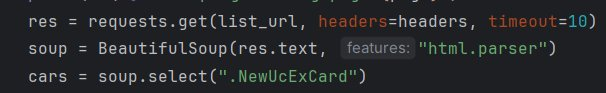 res = requests.get(list_url, headers=headers, timeout=10)
soup = BeautifulSoup(res.text, features: "html.parser")
cars = soup.select(".NewUcExCard")